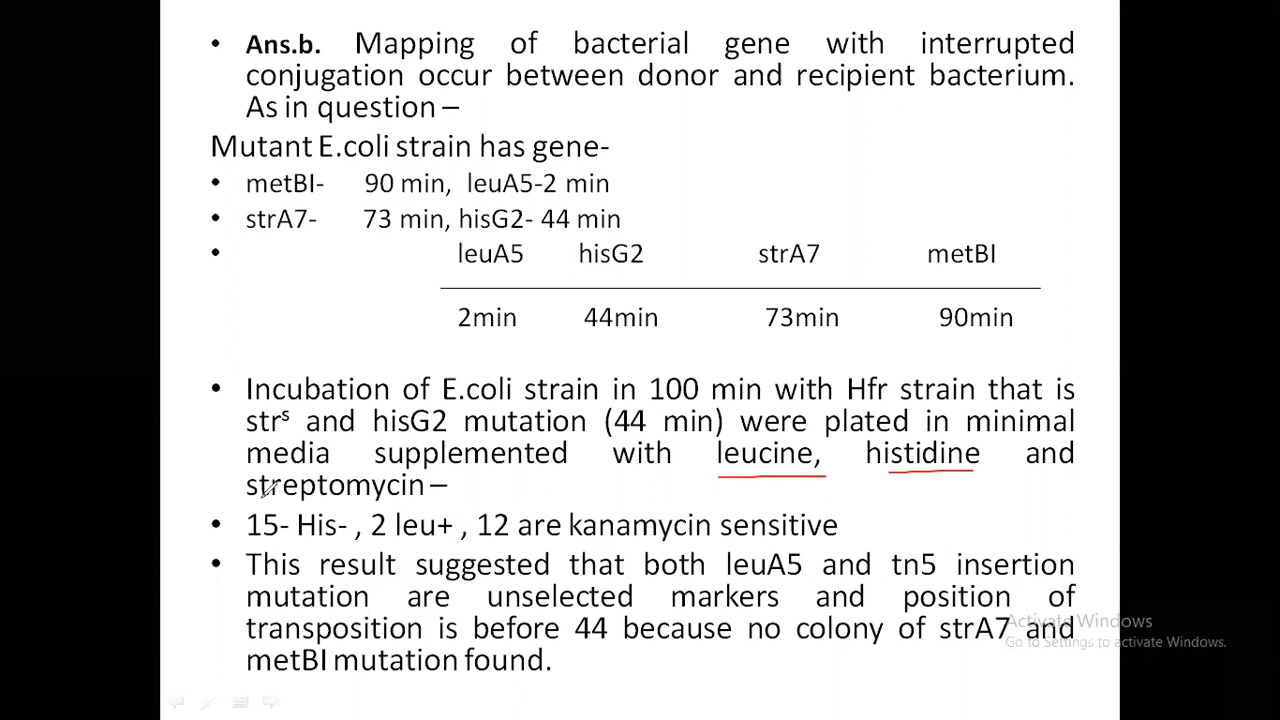 • Ans.b. Mapping of bacterial gene with interrupted
conjugation occur between donor and recipient bacterium.
As in question –
Mutant E.coli strain has gene-
• metBI- 90 min, leuA5-2 min
• strA7- 73 min, hisG2- 44 min
• leuA5 hisG2 strA7 metBI
2min 44min 73min 90min
• Incubation of E.coli strain in 100 min with Hfr strain that is
strˢ and hisG2 mutation (44 min) were plated in minimal
media supplemented with leucine, histidine and
streptomycin –
• 15- His- , 2 leu+ , 12 are kanamycin sensitive
• This result suggested that both leuA5 and tn5 insertion
mutation are unselected markers and position of
transposition is before 44 because no colony of strA7 and
metBI mutation found.
Activate Windows
Go to Settings to activate Windows.